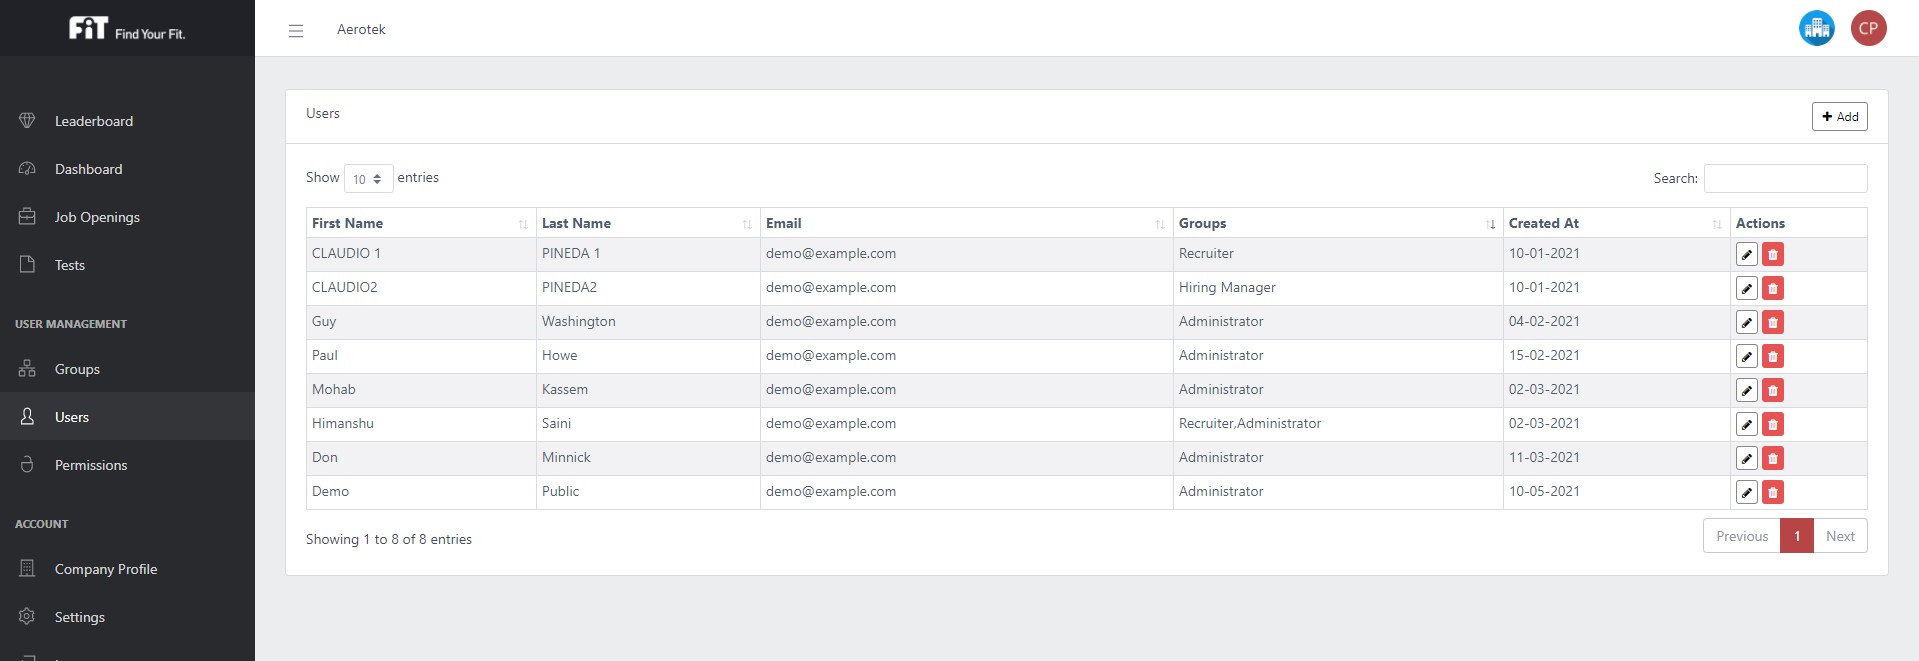 FiT Find Your Fit.
Aerotek
CP
Leaderboard
Dashboard
Job Openings
Tests
USER MANAGEMENT
Groups
Users
Permissions
ACCOUNT
Company Profile
Settings
Users
Add
Show 10 entries
Search:
First Name Last Name Email Groups Created At Actions
CLAUDIO 1 PINEDA 1 demo@example.com Recruiter 10-01-2021
CLAUDIO2 PINEDA2 demo@example.com Hiring Manager 10-01-2021
Guy Washington demo@example.com Administrator 04-02-2021
Paul Howe demo@example.com Administrator 15-02-2021
Mohab Kassem demo@example.com Administrator 02-03-2021
Himanshu Saini demo@example.com Recruiter,Administrator 02-03-2021
Don Minnick demo@example.com Administrator 11-03-2021
Demo Public demo@example.com Administrator 10-05-2021
Showing 1 to 8 of 8 entries
Previous 1 Next